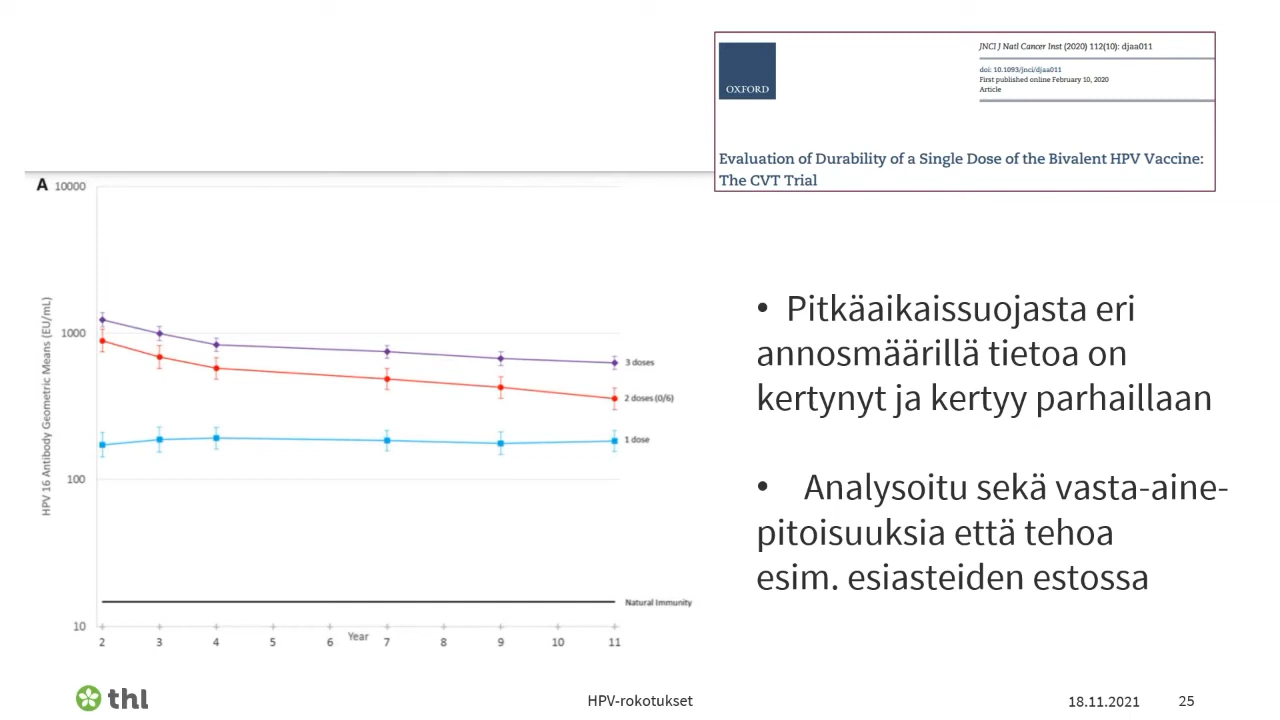 OXFORD
JNCI J Natl Cancer Inst (2020) 112(10): djaa011
doi: 10.1093/jnci/djaa011
First published online February 10, 2020
Article
Evaluation of Durability of a Single Dose of the Bivalent HPV Vaccine:
The CVT Trial
A
10000
1000
100
10
HPV 16 Antibody Geometric Means (EU/mL)
3 doses
2 doses (0/6)
1 dose
Natural Immunity
2 3 4 5 6 7 8 9 10 11
Year
• Pitkäaikaissuojasta eri
annosmäärillä tietoa on
kertynyt ja kertyy parhaillaan
• Analysoitu sekä vasta-aine-
pitoisuuksia että tehoa
esim. esiasteiden estossa
thl
HPV-rokotukset
18.11.2021
25